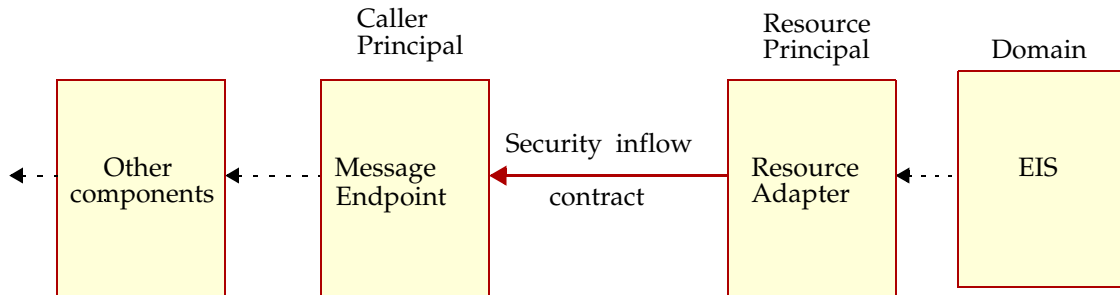 Caller
Principal
Resource
Principal
Domain
Other
components
Message
Endpoint
Security inflow
contract
Resource
Adapter
EIS